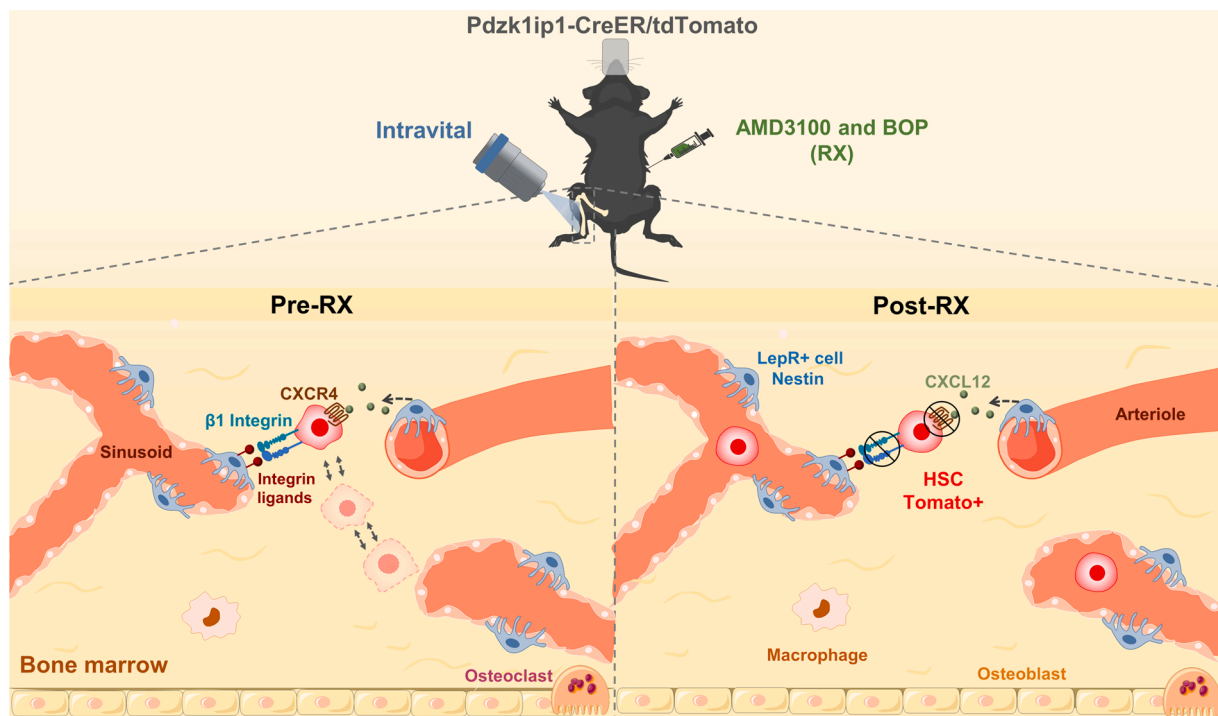 Pdzk1ip1-CreER/tdTomato
Intravital
AMD3100 and BOP
(RX)
Pre-RX
CXCR4
β1 Integrin
Sinusoid
Integrin
ligands
Bone marrow
Osteoclast
Post-RX
LepR+ cell
Nestin
CXCL12
Arteriole
HSC
Tomato+
Macrophage
Osteoblast